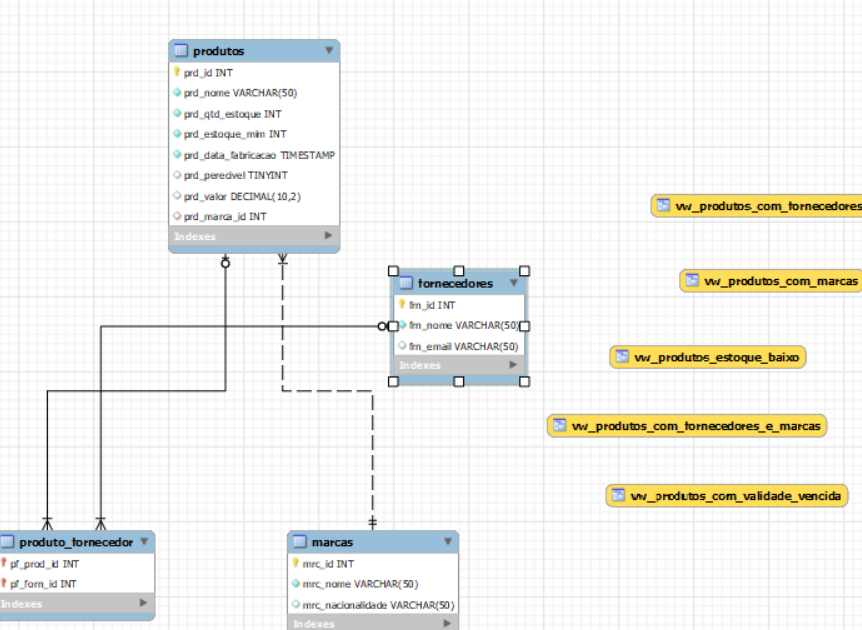 produtos
prd_id INT
prd_nome VARCHAR(50)
prd_qtd_estoque INT
prd_estoque_mim INT
prd_data_fabricacao TIMESTAMP
prd_perecivel TINYINT
prd_valor DECIMAL(10,2)
prd_marca_id INT
Indexes
fornecedores
frn_id INT
frn_nome VARCHAR(50)
frn_email VARCHAR(50)
Indexes
produto_fornecedor
pf_prod_id INT
pf_forn_id INT
Indexes
marcas
mrc_id INT
mrc_nome VARCHAR(50)
mrc_nacionalidade VARCHAR(50)
Indexes
vw_produtos_com_fornecedores
vw_produtos_com_marcas
vw_produtos_estoque_baixo
vw_produtos_com_fornecedores_e_marcas
vw_produtos_com_validade_vencida